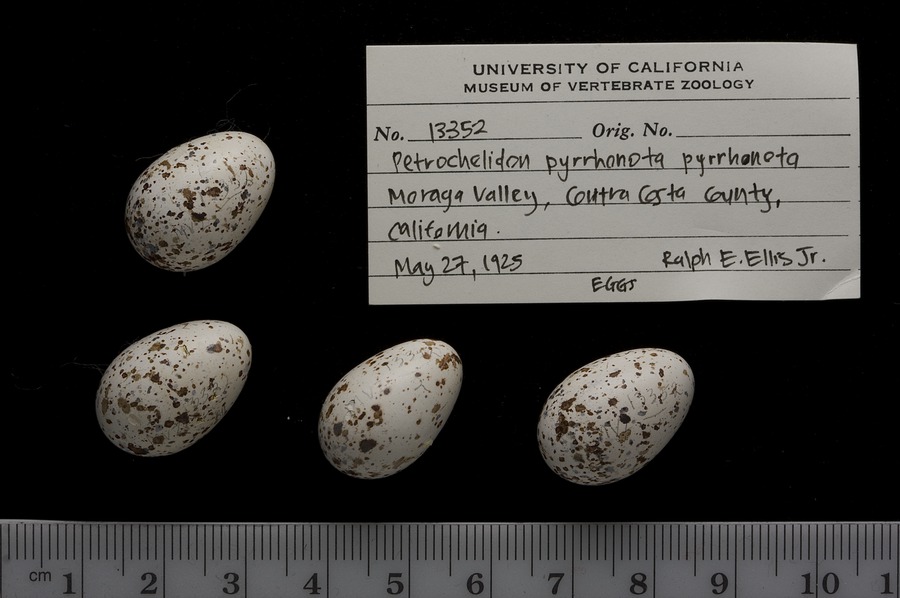 UNIVERSITY OF CALIFORNIA
MUSEUM OF VERTEBRATE ZOOLOGY
No. 13352 Orig. No.
Petrochelidon pyrrhonota pyrrhonota
Moraga Valley, Contra Costa County,
California.
May 27, 1925 Ralph E. Ellis Jr.
EGGS
cm 1 2 3 4 5 6 7 8 9 10 1